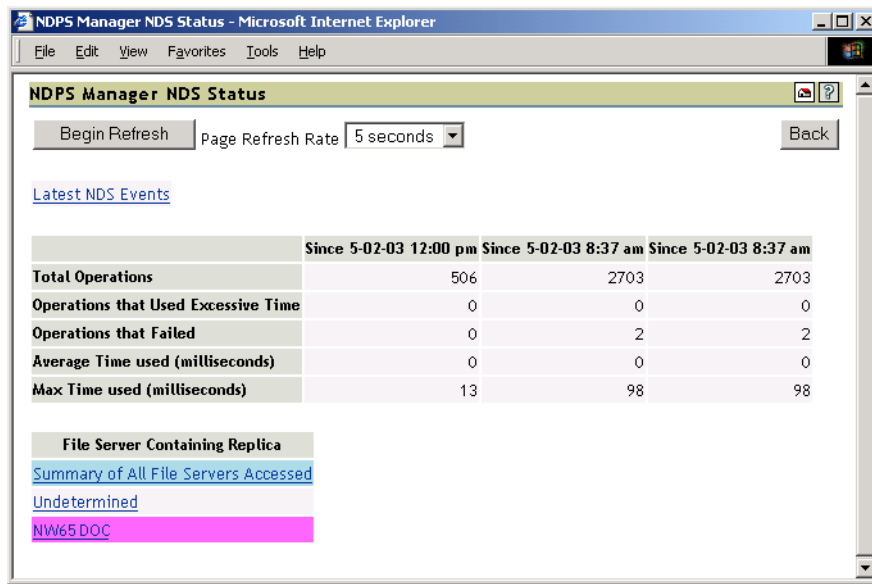 NDPS Manager NDS Status - Microsoft Internet Explorer
File Edit View Favorites Tools Help
NDPS Manager NDS Status ?
Begin Refresh Page Refresh Rate 5 seconds Back
Latest NDS Events
Since 5-02-03 12:00 pm Since 5-02-03 8:37 am Since 5-02-03 8:37 am
Total Operations 506 2703 2703
Operations that Used Excessive Time 0 0 0
Operations that Failed 0 2 2
Average Time used (milliseconds) 0 0 0
Max Time used (milliseconds) 13 98 98
File Server Containing Replica
Summary of All File Servers Accessed
Undetermined
NW65DOC